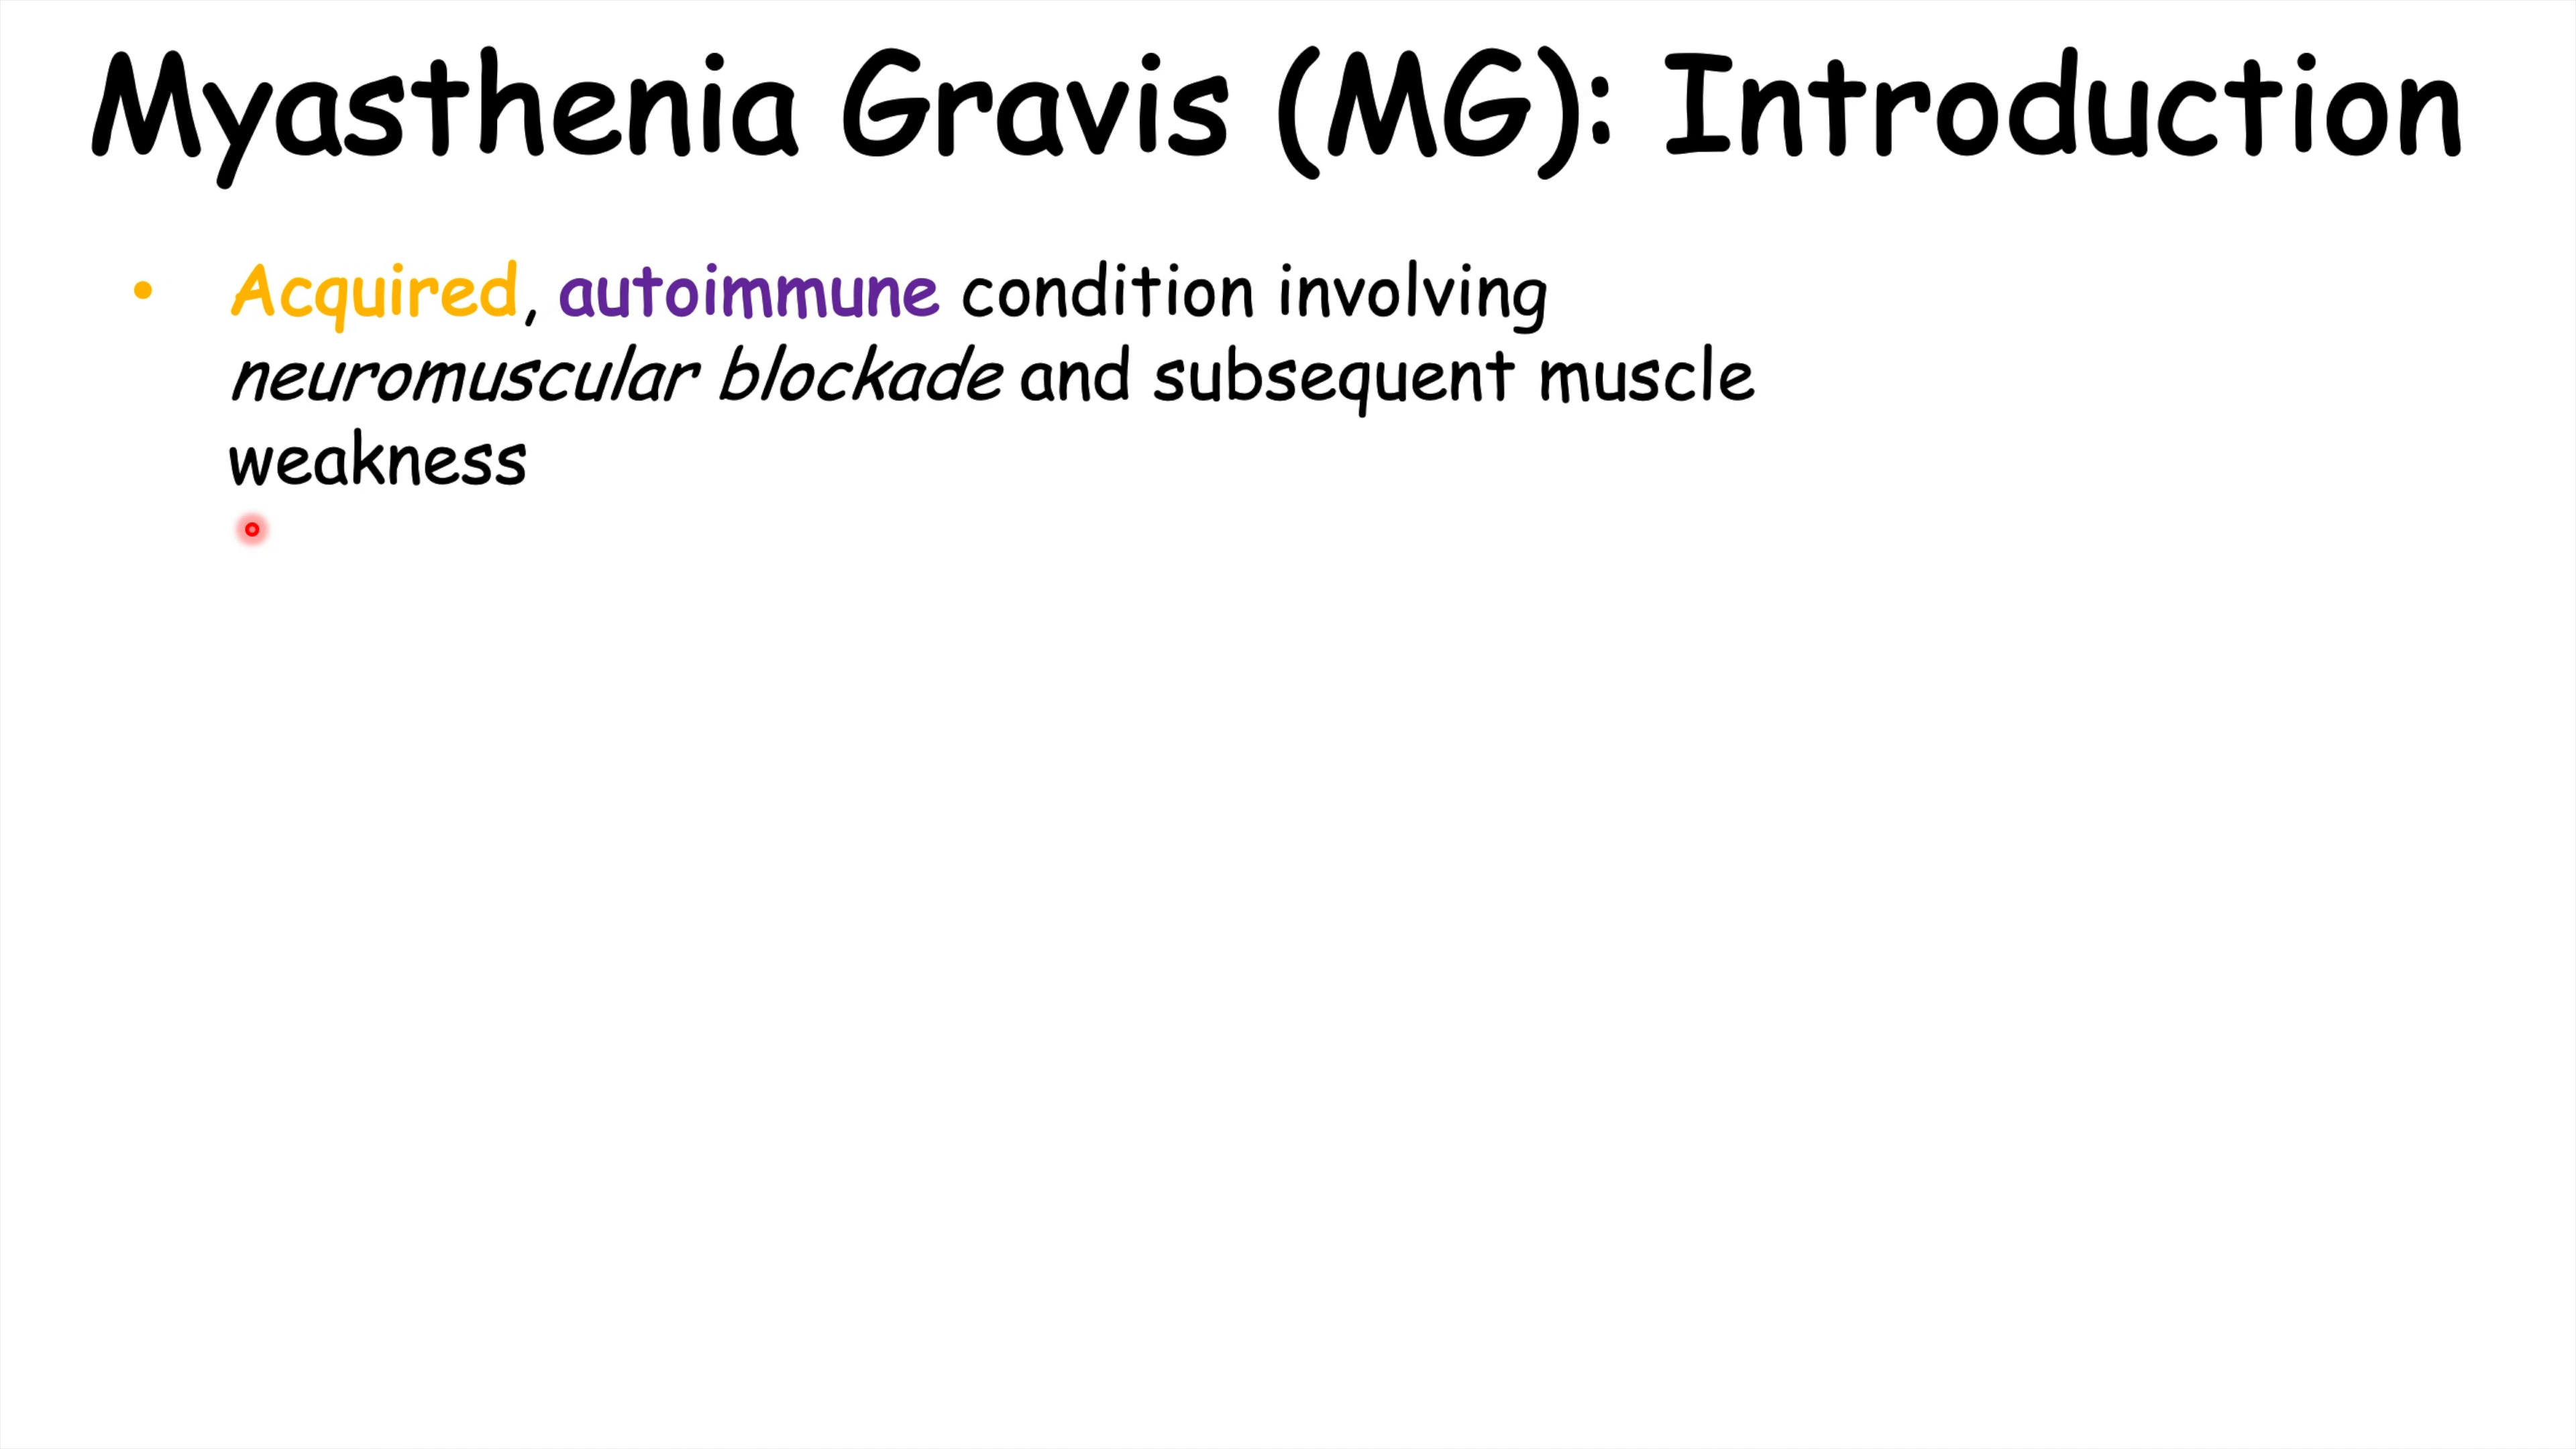 Myasthenia Gravis (MG): Introduction
• Acquired, autoimmune condition involving
neuromuscular blockade and subsequent muscle
weakness